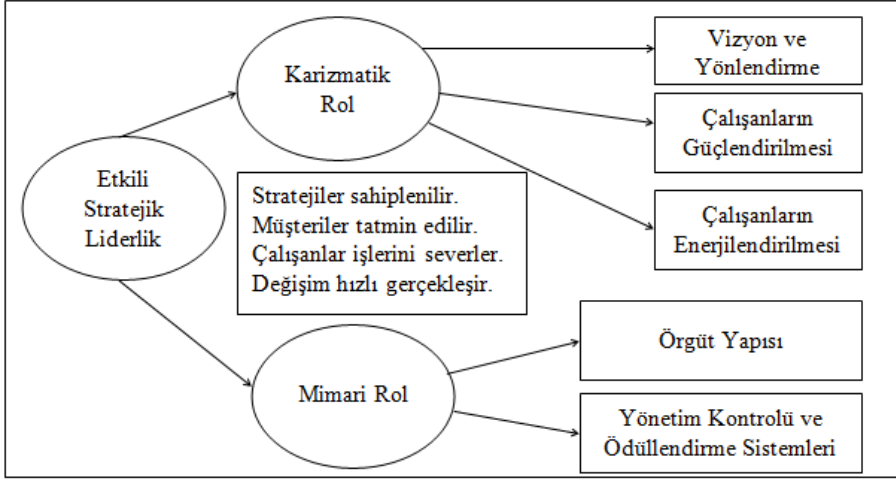 Karizmatik
Rol
Vizyon ve
Yönlendirme
Çalışanların
Güçlendirilmesi
Etkili
Stratejik
Liderlik
Stratejiler sahiplenilir.
Müşteriler tatmin edilir.
Çalışanlar işlerini severler.
Değişim hızlı gerçekleşir.
Çalışanların
Enerjilendirilmesi
Örgüt Yapısı
Mimari Rol
Yönetim Kontrolü ve
Ödüllendirme Sistemleri